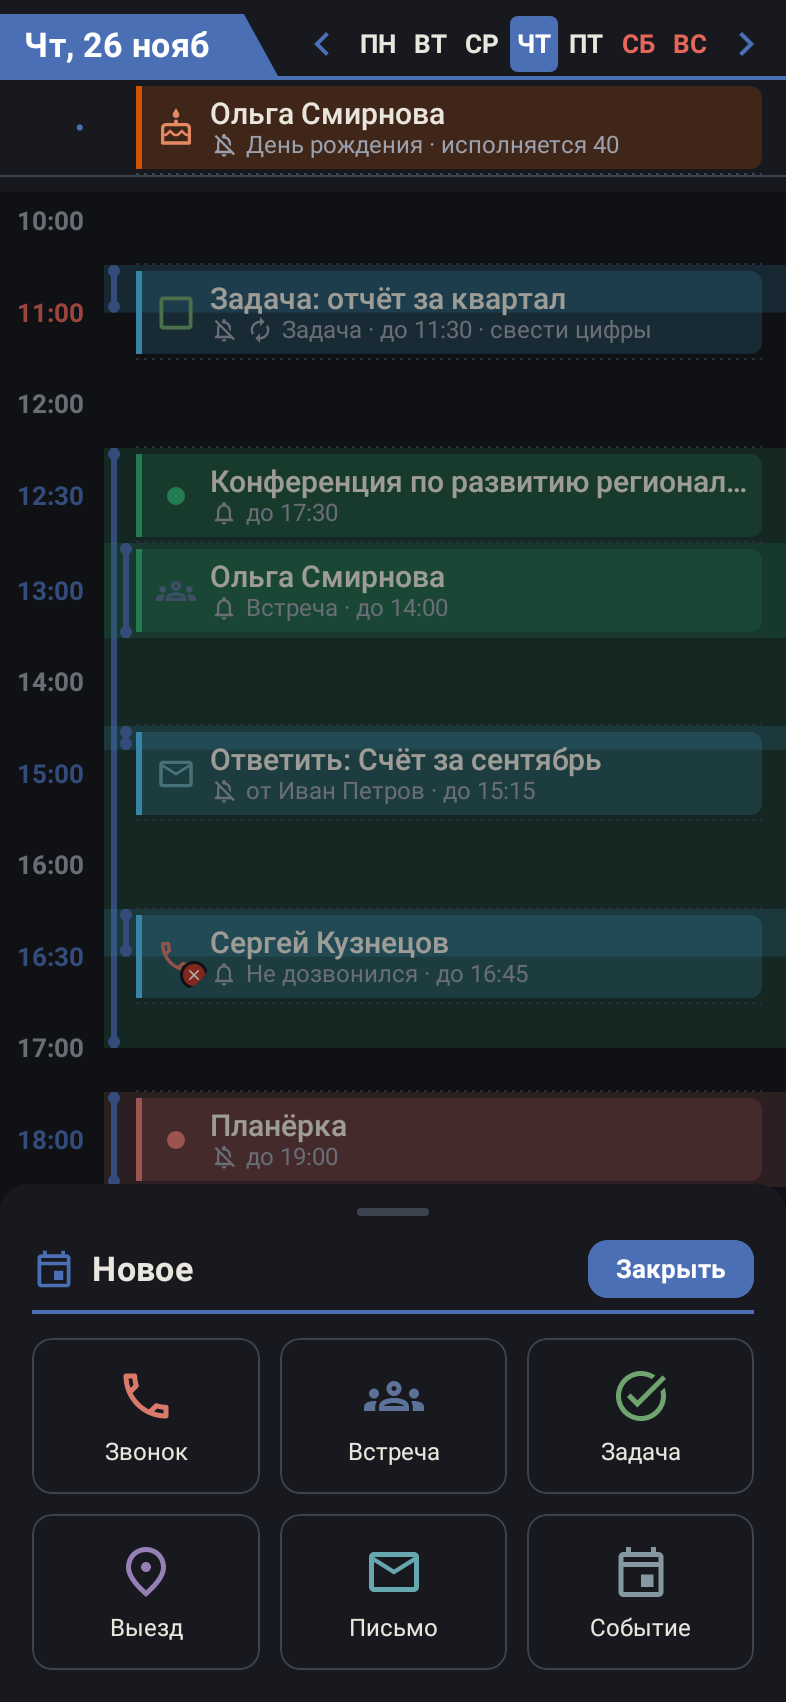 Чт, 26 нояб
ПН ВТ СР ЧТ ПТ СБ ВС
Ольга Смирнова
День рождения · исполняется 40
10:00
11:00
Задача: отчёт за квартал
Задача · до 11:30 · свести цифры
12:00
12:30
Конференция по развитию регионал...
до 17:30
13:00
Ольга Смирнова
Встреча · до 14:00
14:00
15:00
Ответить: Счёт за сентябрь
от Иван Петров · до 15:15
16:00
16:30
Сергей Кузнецов
Не дозвонился · до 16:45
17:00
18:00
Планёрка
до 19:00
Новое
Закрыть
Звонок
Встреча
Задача
Выезд
Письмо
Событие